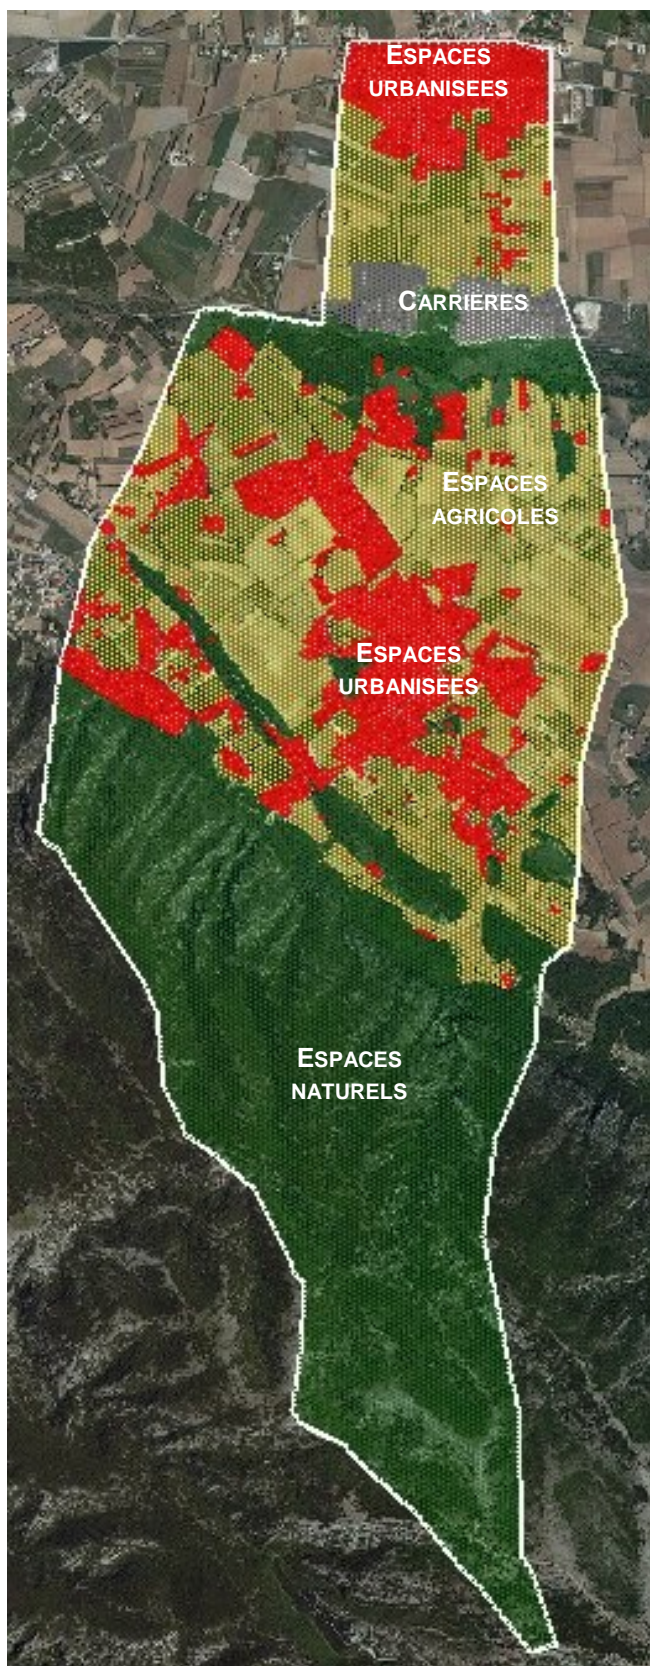 ESPACES
URBANISEES
CARRIERES
ESPACES
AGRICOLES
ESPACES
URBANISEES
ESPACES
NATURELS